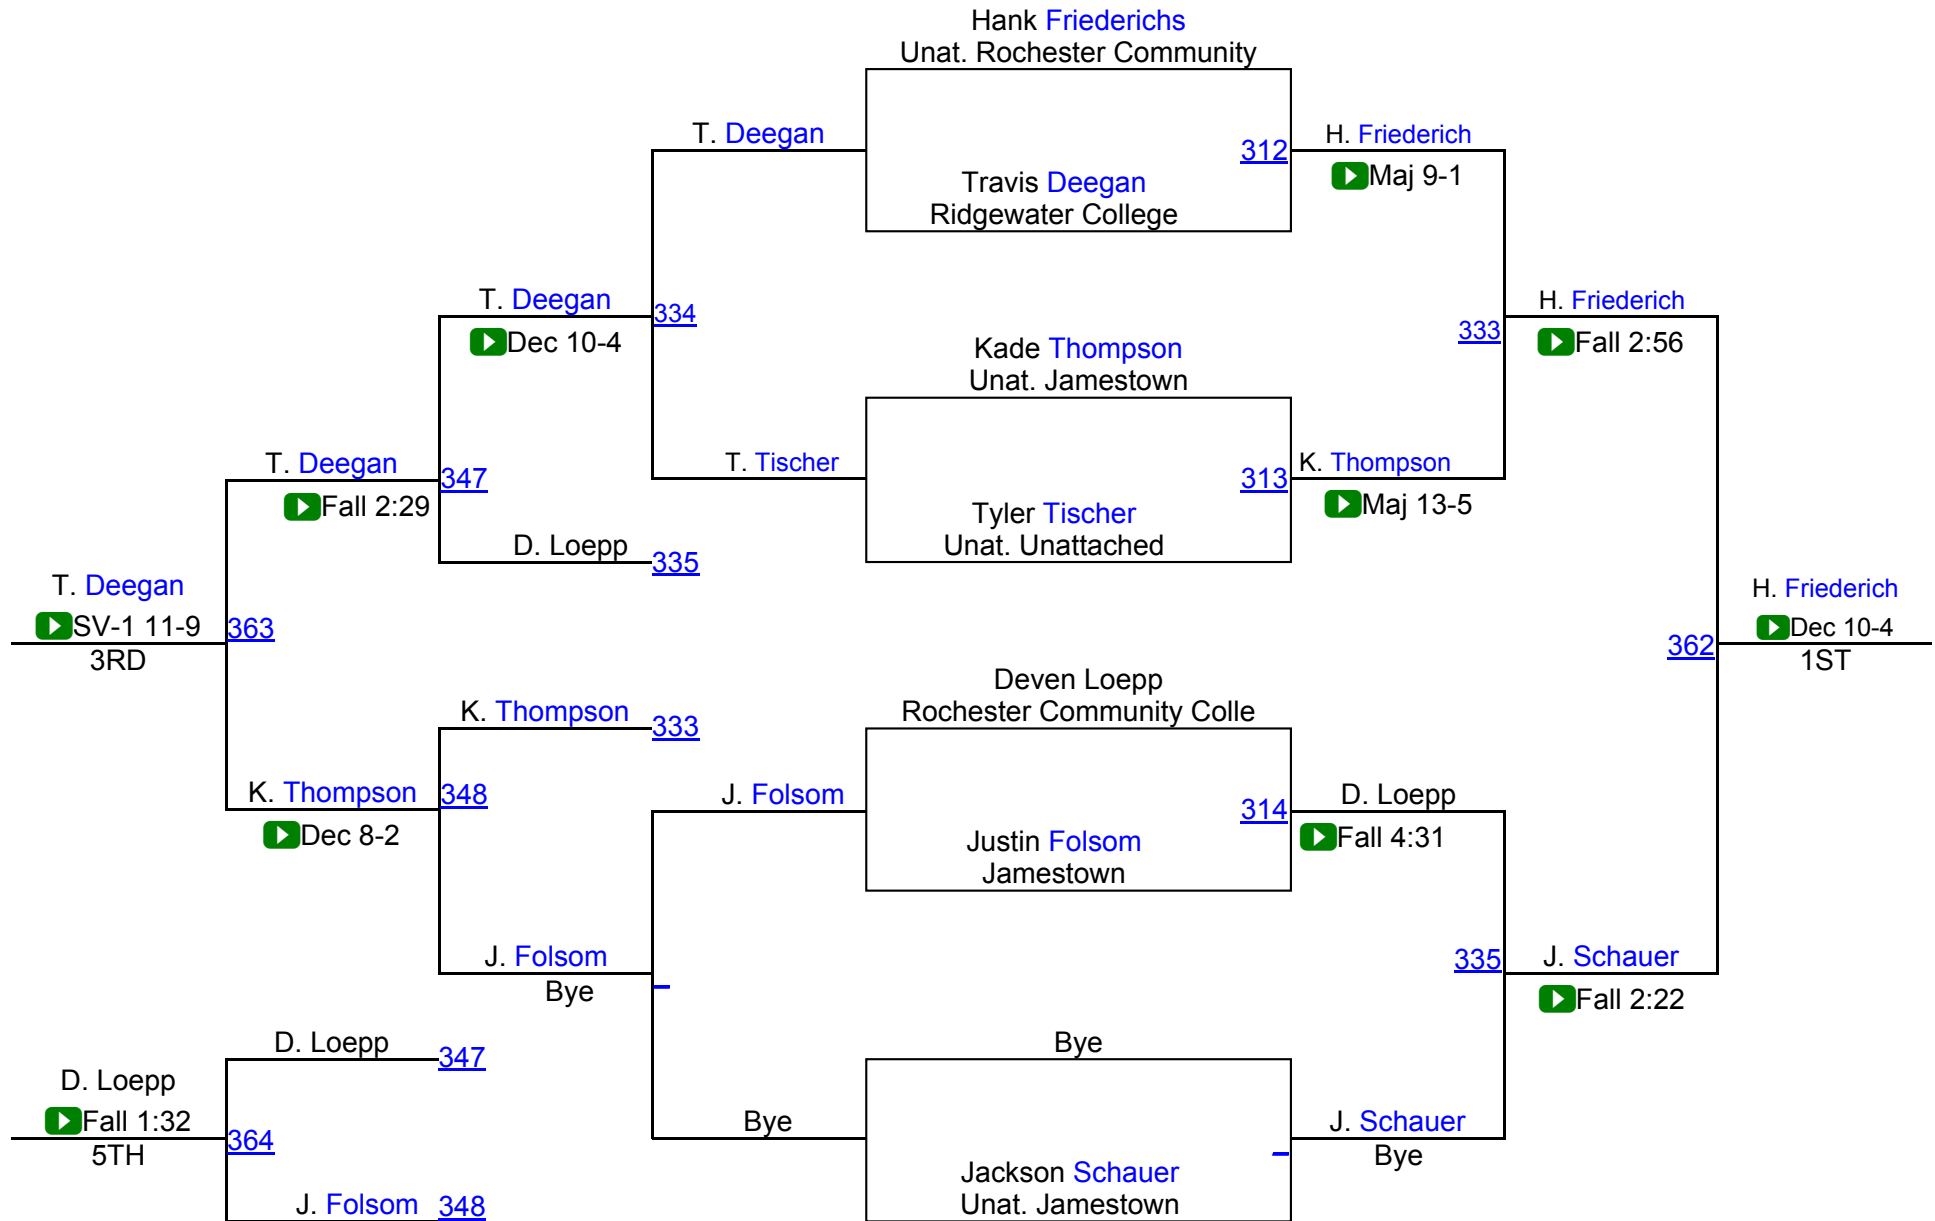 Hank Friederichs
Unat. Rochester Community
T. Deegan
312
H. Friederich
Maj 9-1
Travis Deegan
Ridgewater College
T. Deegan
334
Dec 10-4
H. Friederich
333
Fall 2:56
Kade Thompson
Unat. Jamestown
T. Deegan
347
Fall 2:29
T. Tischer
313
K. Thompson
Maj 13-5
Tyler Tischer
Unat. Unattached
D. Loepp
335
T. Deegan
SV-1 11-9
363
3RD
H. Friederich
Dec 10-4
362
1ST
Deven Loepp
Rochester Community Colle
K. Thompson
333
K. Thompson
348
Dec 8-2
J. Folsom
314
D. Loepp
Fall 4:31
Justin Folsom
Jamestown
J. Folsom
Bye
335
J. Schauer
Fall 2:22
D. Loepp
347
Bye
D. Loepp
Fall 1:32
364
5TH
Bye
J. Schauer
Bye
Jackson Schauer
Unat. Jamestown
J. Folsom
348